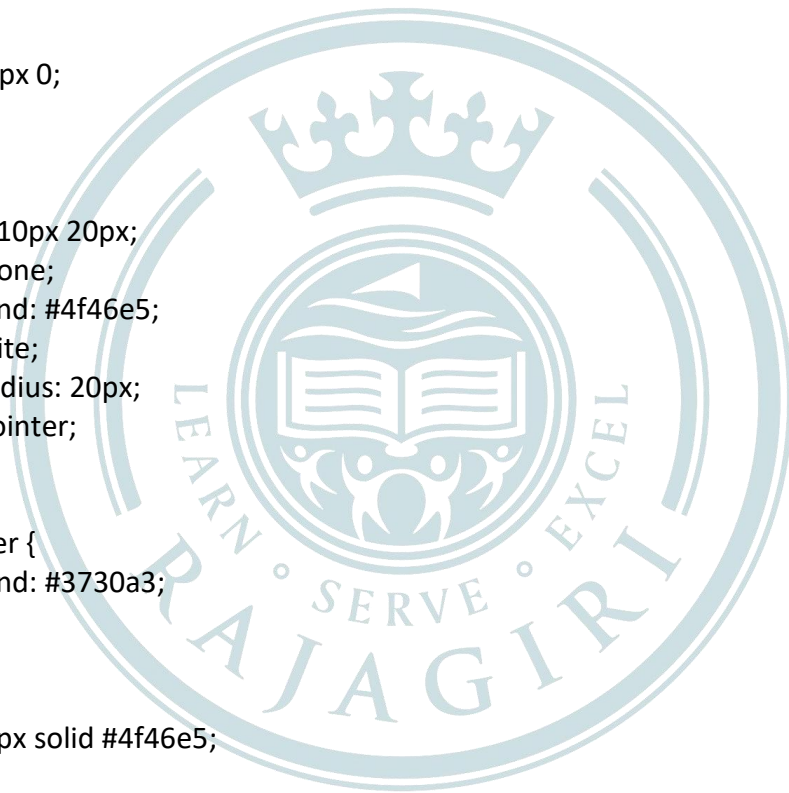 px 0;
10px 20px;
one;
nd: #4f46e5;
ite;
dius: 20px;
ointer;
er {
nd: #3730a3;
px solid #4f46e5;
LEARN ∘ SERVE ∘ EXCEL
RAJAGIRI